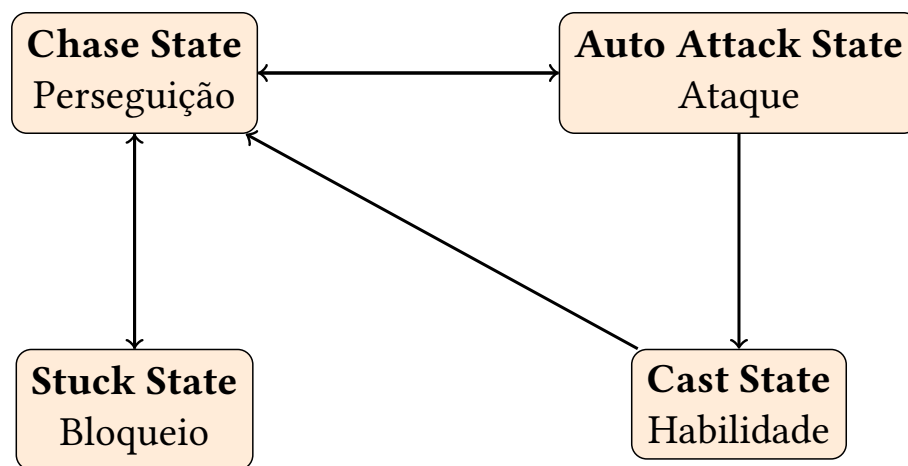 Chase State
Perseguição
Auto Attack State
Ataque
Stuck State
Bloqueio
Cast State
Habilidade